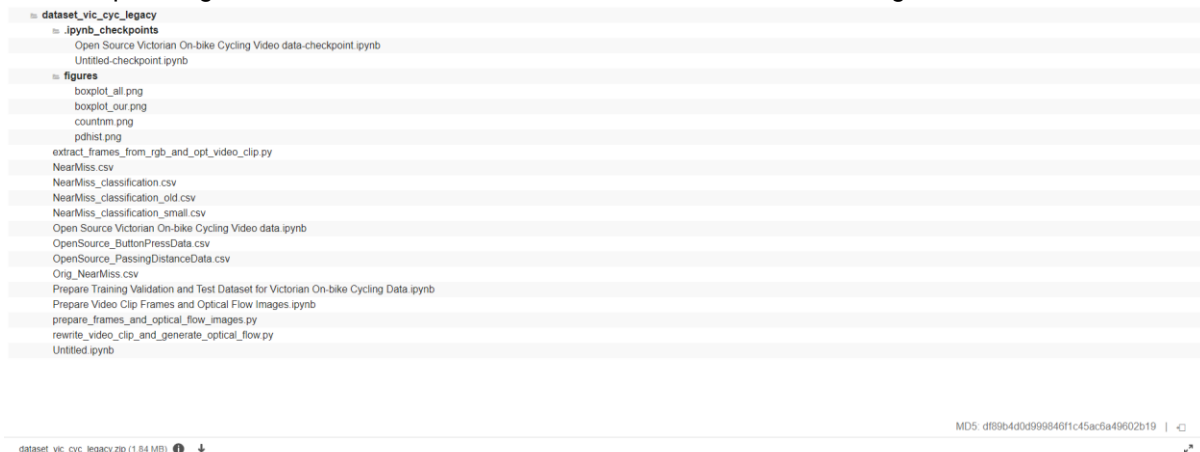 dataset_vic_cyc_legacy
.ipynb_checkpoints
Open Source Victorian On-bike Cycling Video data-checkpoint.ipynb
Untitled-checkpoint.ipynb
figures
boxplot_all.png
boxplot_our.png
countnm.png
pdhist.png
extract_frames_from_rgb_and_opt_video_clip.py
NearMiss.csv
NearMiss_classification.csv
NearMiss_classification_old.csv
NearMiss_classification_small.csv
Open Source Victorian On-bike Cycling Video data.ipynb
OpenSource_ButtonPressData.csv
OpenSource_PassingDistanceData.csv
Orig_NearMiss.csv
Prepare Training Validation and Test Dataset for Victorian On-bike Cycling Data.ipynb
Prepare Video Clip Frames and Optical Flow Images.ipynb
prepare_frames_and_optical_flow_images.py
rewrite_video_clip_and_generate_optical_flow.py
Untitled.ipynb
MD5: df89b4d0d999846f1c45ac6a49602b19 |
dataset_vic_cyc_legacy.zip (1.84 MB)